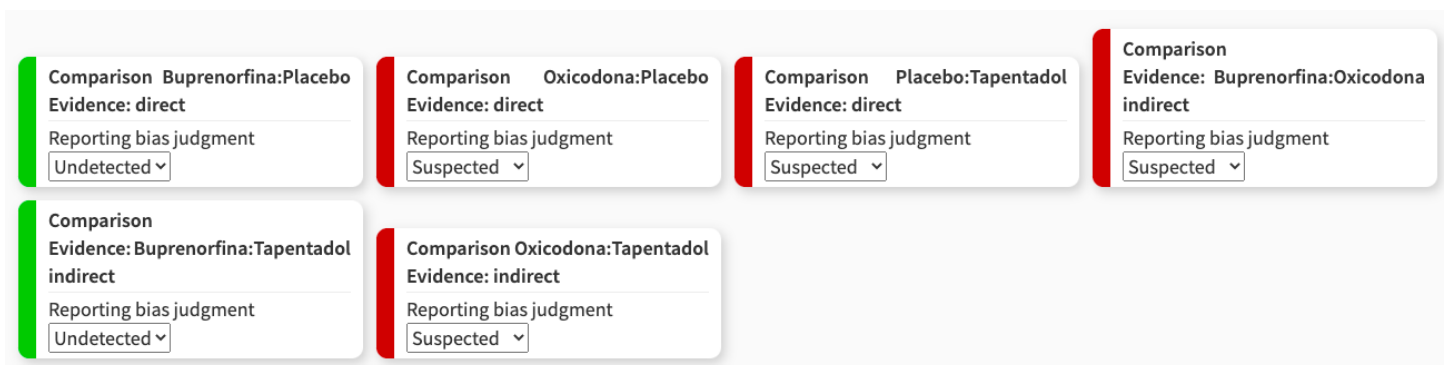 Comparison Buprenorfina:Placebo
Evidence: direct
Reporting bias judgment
Undetected
Comparison Oxicodona:Placebo
Evidence: direct
Reporting bias judgment
Suspected
Comparison Placebo:Tapentadol
Evidence: direct
Reporting bias judgment
Suspected
Comparison
Evidence: Buprenorfina:Oxicodona
indirect
Reporting bias judgment
Suspected
Comparison
Evidence: Buprenorfina:Tapentadol
indirect
Reporting bias judgment
Undetected
Comparison Oxicodona:Tapentadol
Evidence: indirect
Reporting bias judgment
Suspected